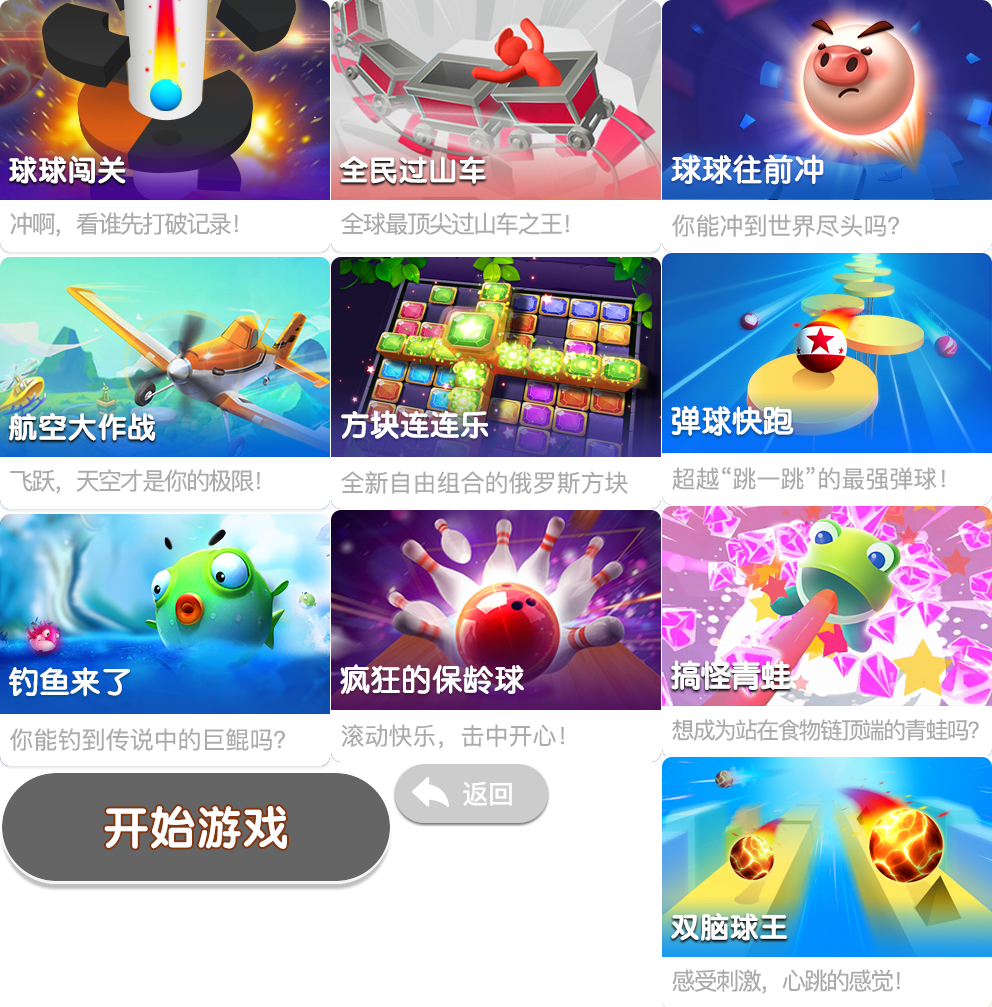 球球闯关
冲啊，看谁先打破记录！
全民过山车
全球最顶尖过山车之王！
球球往前冲
你能冲到世界尽头吗？
航空大作战
飞跃，天空才是你的极限！
方块连连乐
全新自由组合的俄罗斯方块
弹球快跑
超越“跳一跳”的最强弹球！
钓鱼来了
你能钓到传说中的巨鲲吗？
疯狂的保龄球
滚动快乐，击中开心！
搞怪青蛙
想成为站在食物链顶端的青蛙吗？
开始游戏
返回
双脑球王
感受刺激，心跳的感觉！